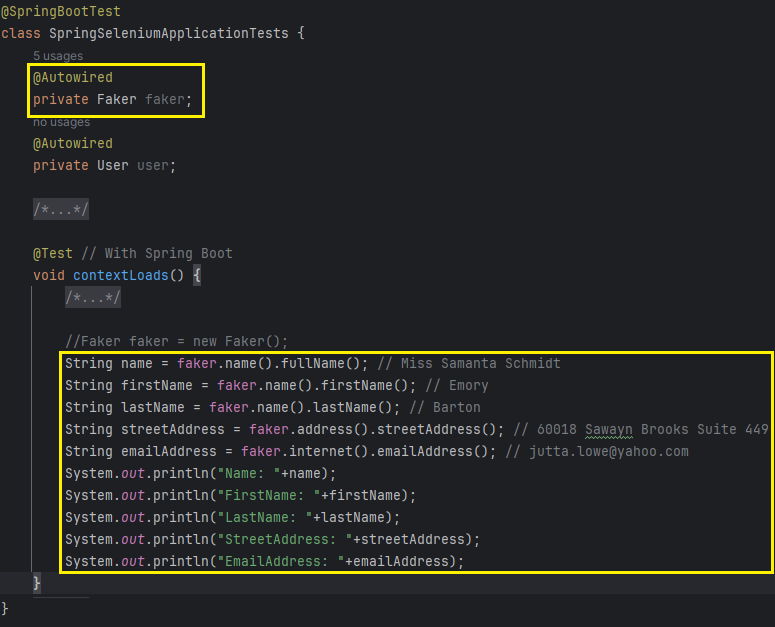 @SpringBootTest
class SpringSeleniumApplicationTests {
5 usages
@Autowired
private Faker faker;
no usages
@Autowired
private User user;
/*...*/
@Test // With Spring Boot
void contextLoads() {
/*...*/
//Faker faker = new Faker();
String name = faker.name().fullName(); // Miss Samanta Schmidt
String firstName = faker.name().firstName(); // Emory
String lastName = faker.name().lastName(); // Barton
String streetAddress = faker.address().streetAddress(); // 60018 Sawayn Brooks Suite 449
String emailAddress = faker.internet().emailAddress(); // jutta.lowe@yahoo.com
System.out.println("Name: "+name);
System.out.println("FirstName: "+firstName);
System.out.println("LastName: "+lastName);
System.out.println("StreetAddress: "+streetAddress);
System.out.println("EmailAddress: "+emailAddress);
}
}